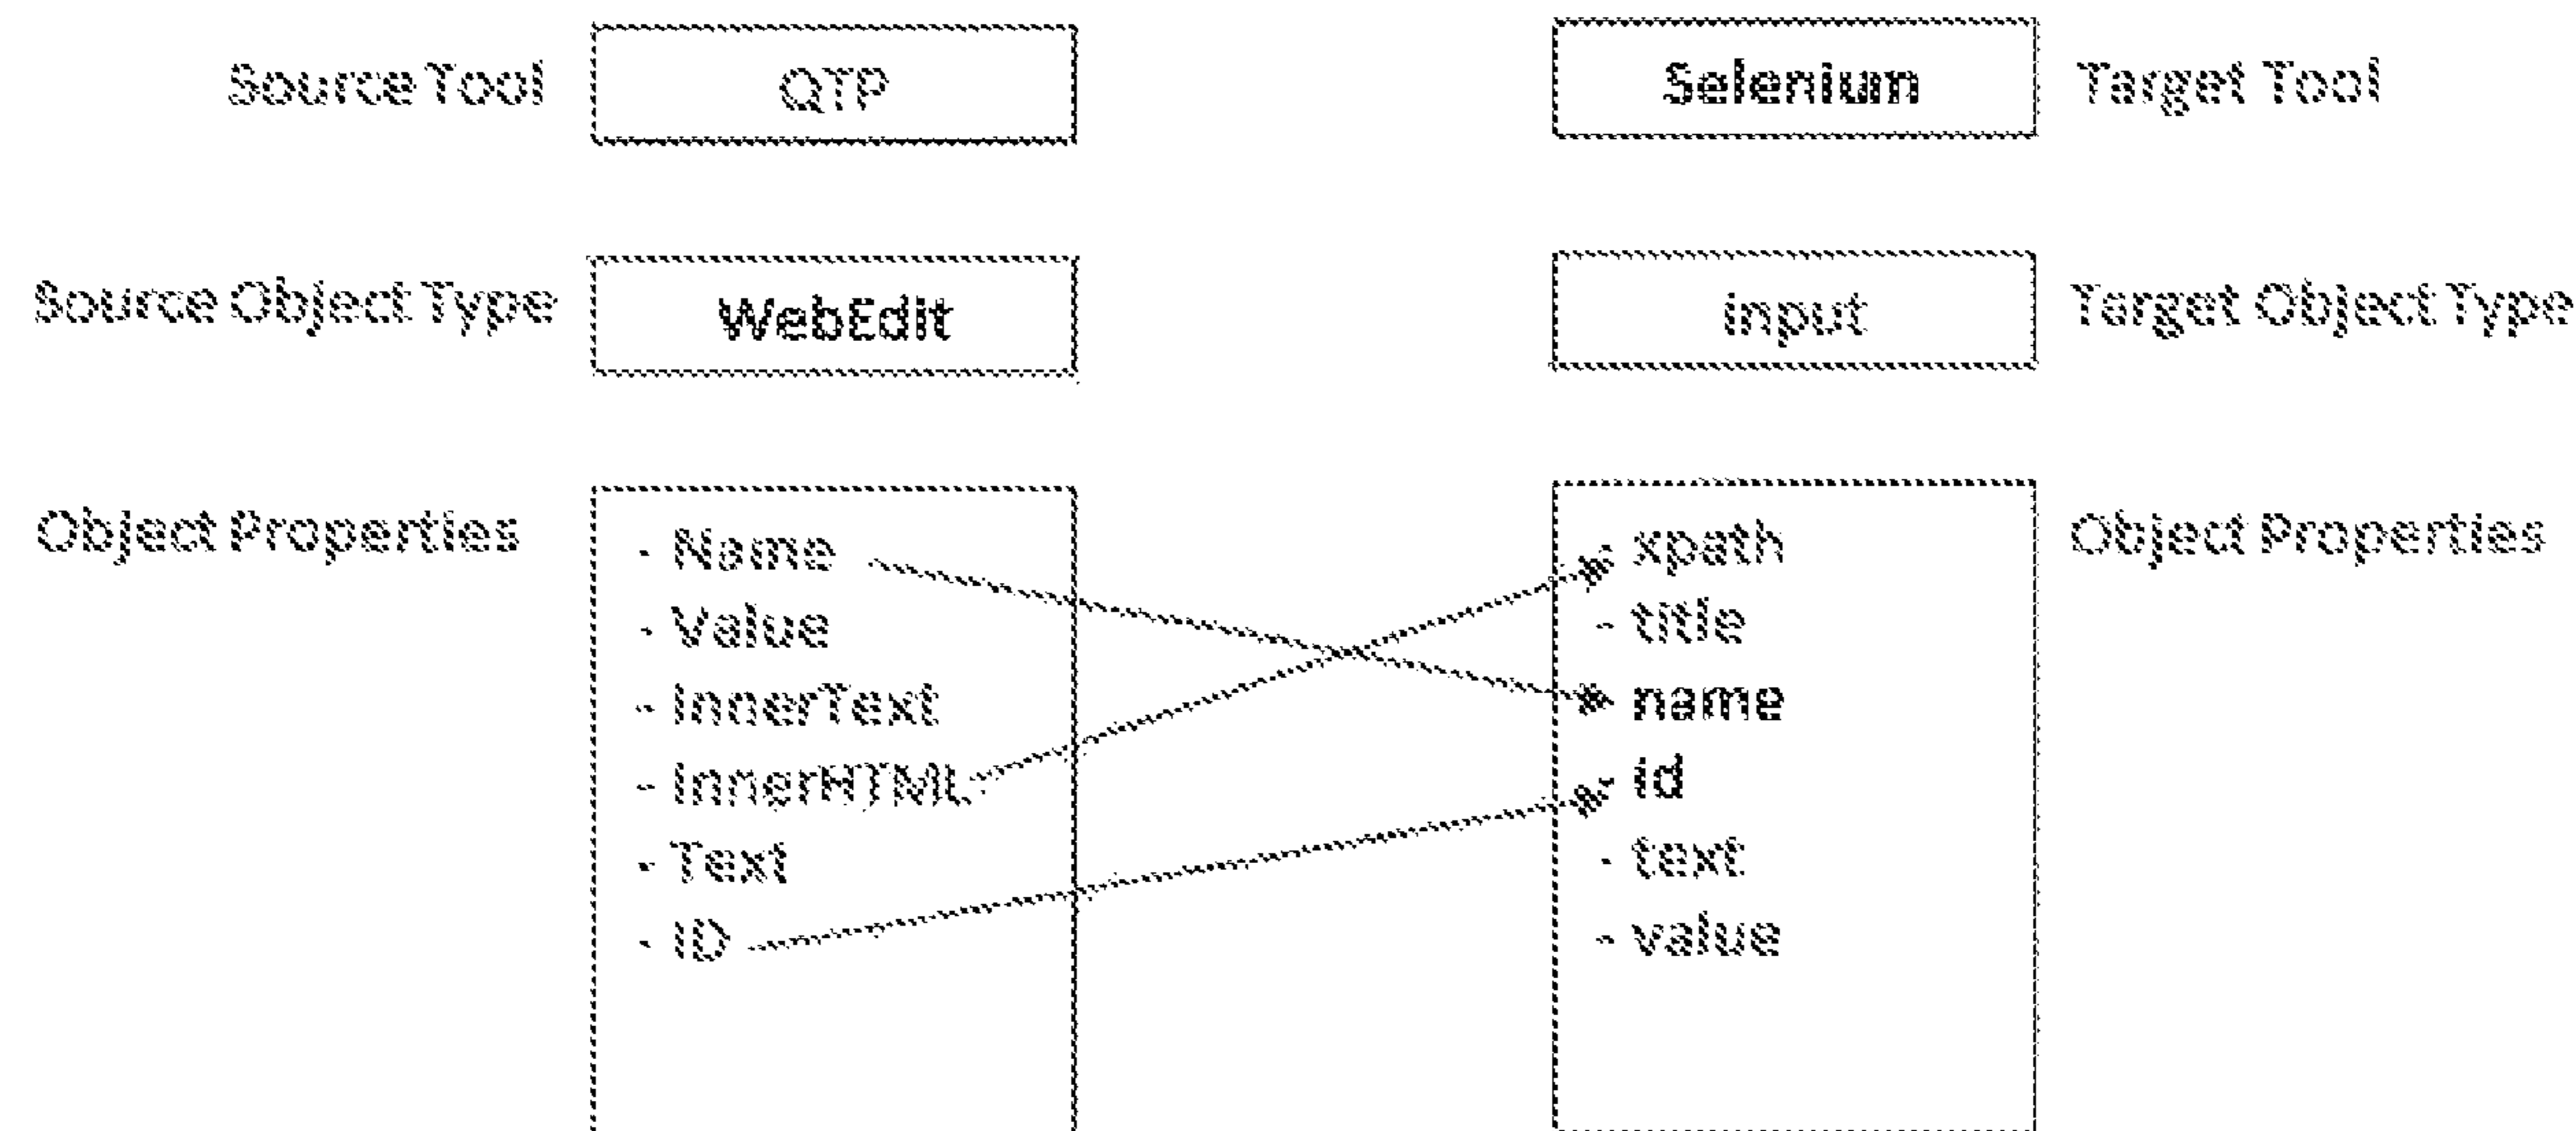 Source Tool QTP Selenium Target Tool
Source Object Type WebEdit input Target Object Type
Object Properties Object Properties
- Name - xpath
- Value - title
- InnerText - name
- InnerHTML - id
- Text - text
- ID - value